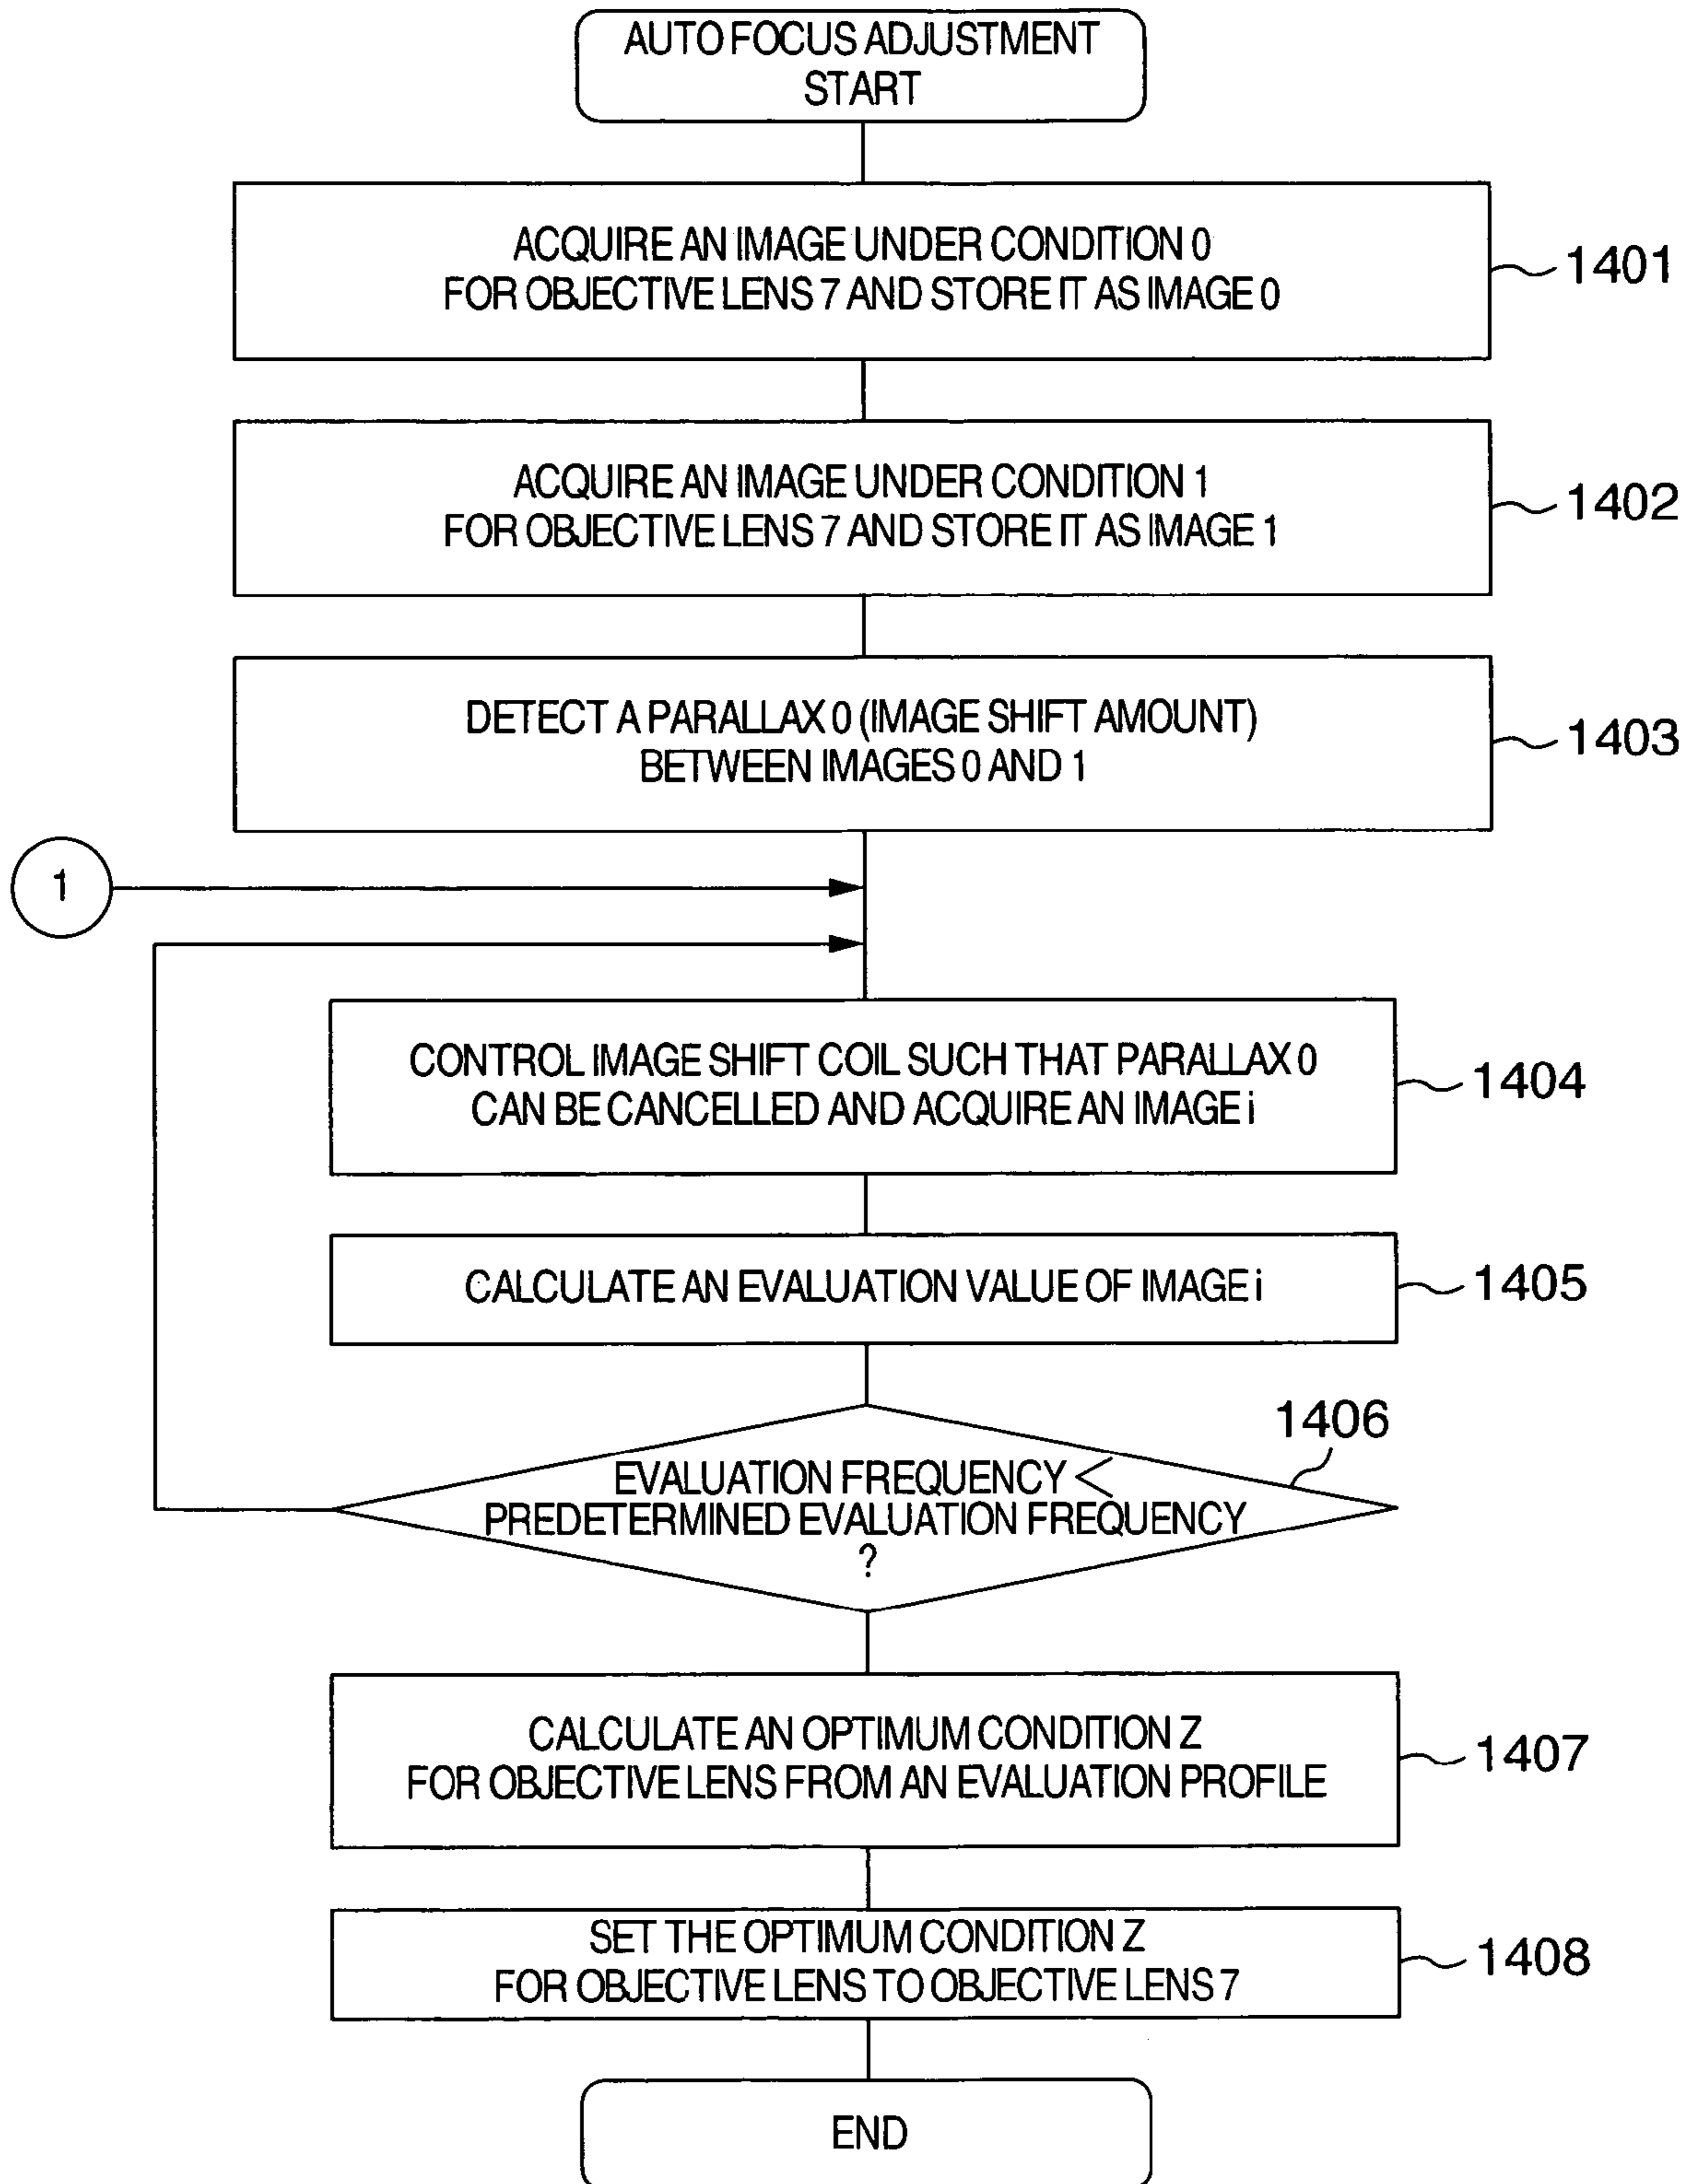 AUTO FOCUS ADJUSTMENT
START
ACQUIRE AN IMAGE UNDER CONDITION 0
FOR OBJECTIVE LENS 7 AND STORE IT AS IMAGE 0
1401
ACQUIRE AN IMAGE UNDER CONDITION 1
FOR OBJECTIVE LENS 7 AND STORE IT AS IMAGE 1
1402
DETECT A PARALLAX 0 (IMAGE SHIFT AMOUNT)
BETWEEN IMAGES 0 AND 1
1403
1
CONTROL IMAGE SHIFT COIL SUCH THAT PARALLAX 0
CAN BE CANCELLED AND ACQUIRE AN IMAGE i
1404
CALCULATE AN EVALUATION VALUE OF IMAGE i
1405
1406
EVALUATION FREQUENCY <
PREDETERMINED EVALUATION FREQUENCY
?
CALCULATE AN OPTIMUM CONDITION Z
FOR OBJECTIVE LENS FROM AN EVALUATION PROFILE
1407
SET THE OPTIMUM CONDITION Z
FOR OBJECTIVE LENS TO OBJECTIVE LENS 7
1408
END